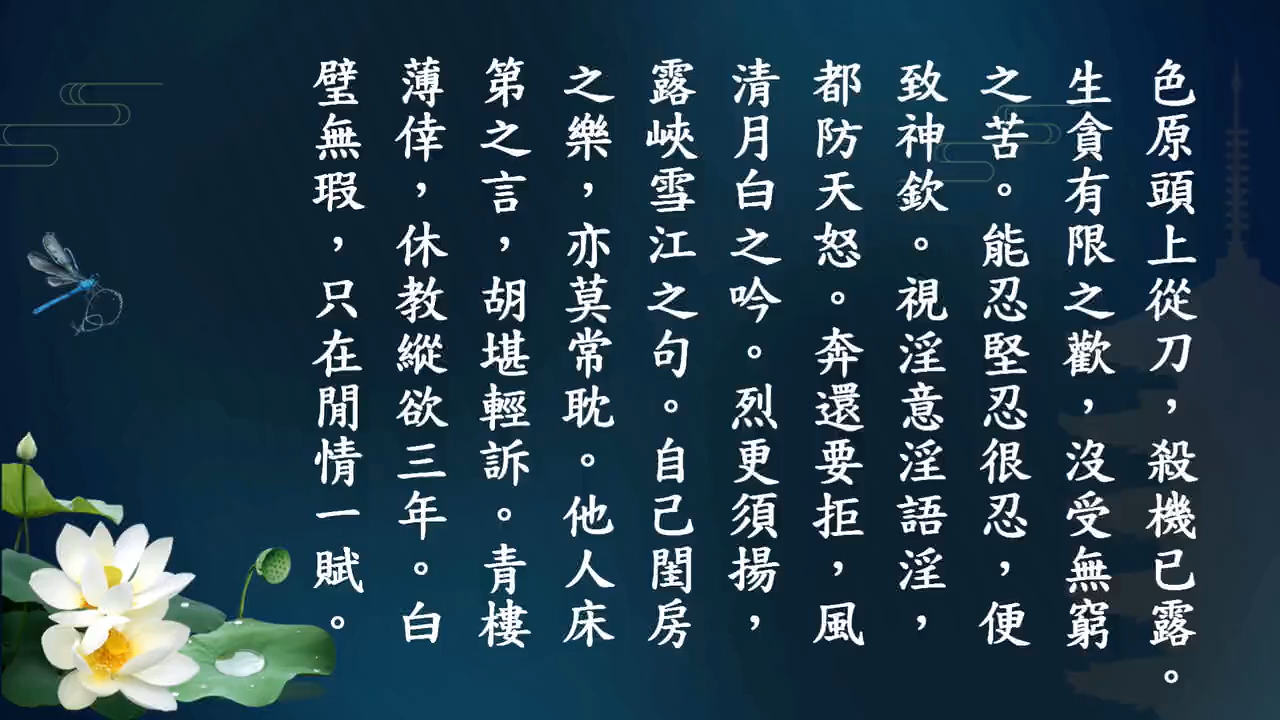 色原頭上從刀，殺機已露。
生貪有限之歡，沒受無窮
之苦。能忍堅忍很忍，便
致神欽。視淫意淫語淫，
都防天怒。奔還要拒，風
清月白之吟。烈更須揚，
露峽雪江之句。自己閨房
之樂，亦莫常耽。他人床
第之言，胡堪輕訴。青樓
薄倖，休教縱欲三年。白
璧無瑕，只在閒情一賦。